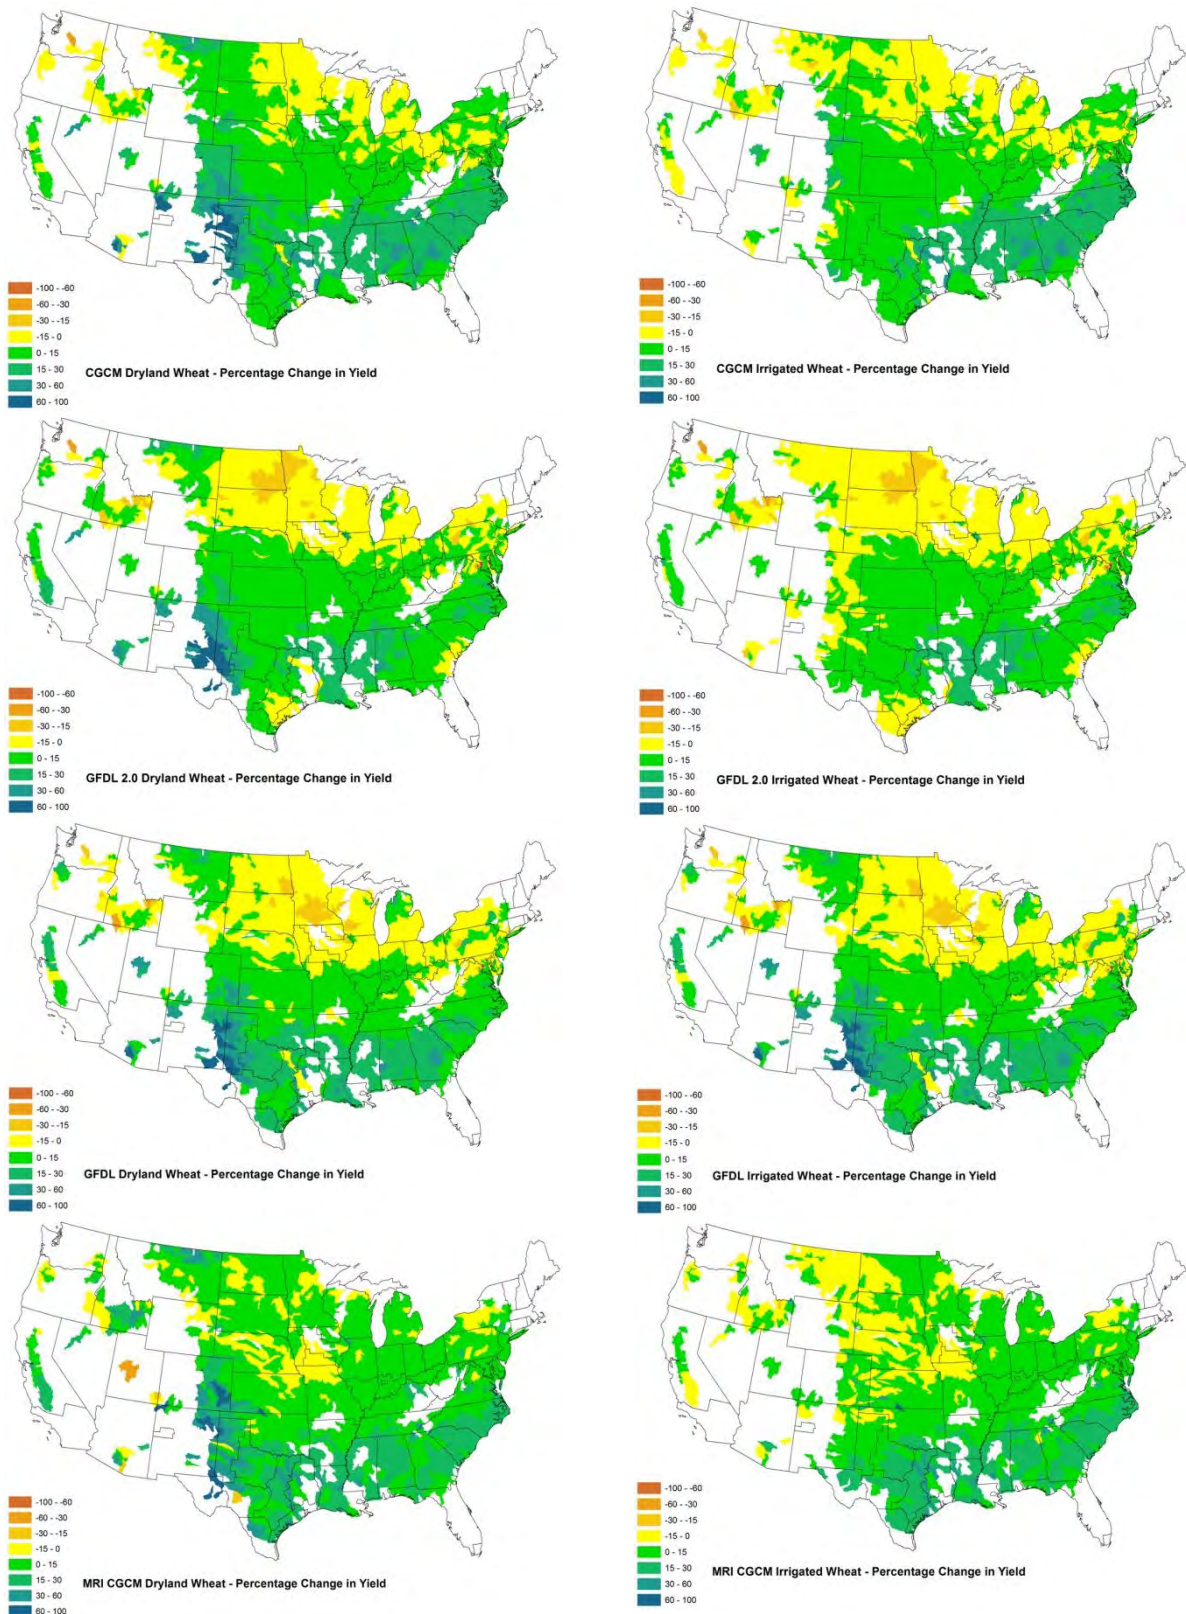 -100 - -60
-60 - -30
-30 - -15
-15 - 0
0 - 15
15 - 30
30 - 60
60 - 100
CGCM Dryland Wheat - Percentage Change in Yield
-100 - -60
-60 - -30
-30 - -15
-15 - 0
0 - 15
15 - 30
30 - 60
60 - 100
CGCM Irrigated Wheat - Percentage Change in Yield
-100 - -60
-60 - -30
-30 - -15
-15 - 0
0 - 15
15 - 30
30 - 60
60 - 100
GFDL 2.0 Dryland Wheat - Percentage Change in Yield
-100 - -60
-60 - -30
-30 - -15
-15 - 0
0 - 15
15 - 30
30 - 60
60 - 100
GFDL 2.0 Irrigated Wheat - Percentage Change in Yield
-100 - -60
-60 - -30
-30 - -15
-15 - 0
0 - 15
15 - 30
30 - 60
60 - 100
GFDL Dryland Wheat - Percentage Change in Yield
-100 - -60
-60 - -30
-30 - -15
-15 - 0
0 - 15
15 - 30
30 - 60
60 - 100
GFDL Irrigated Wheat - Percentage Change in Yield
-100 - -60
-60 - -30
-30 - -15
-15 - 0
0 - 15
15 - 30
30 - 60
60 - 100
MRI CGCM Dryland Wheat - Percentage Change in Yield
-100 - -60
-60 - -30
-30 - -15
-15 - 0
0 - 15
15 - 30
30 - 60
60 - 100
MRI CGCM Irrigated Wheat - Percentage Change in Yield